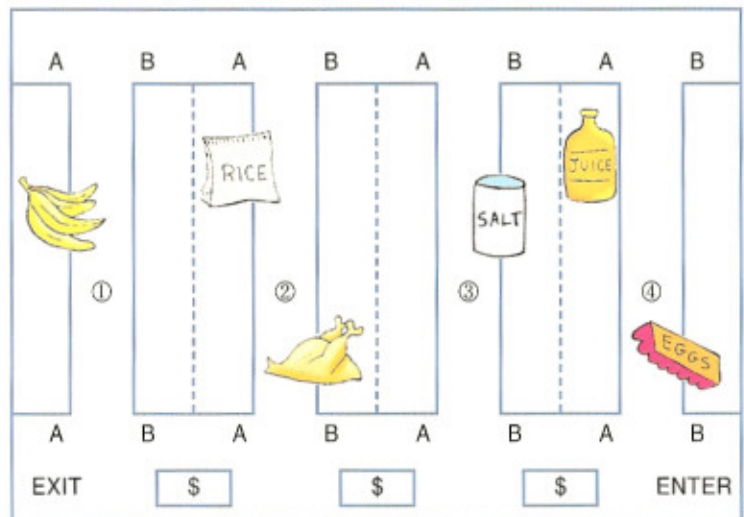 A B A B A B A B
RICE
JUICE
SALT
① ② ③ ④
EGGS
A B A B A B A B
EXIT $ $ $ ENTER